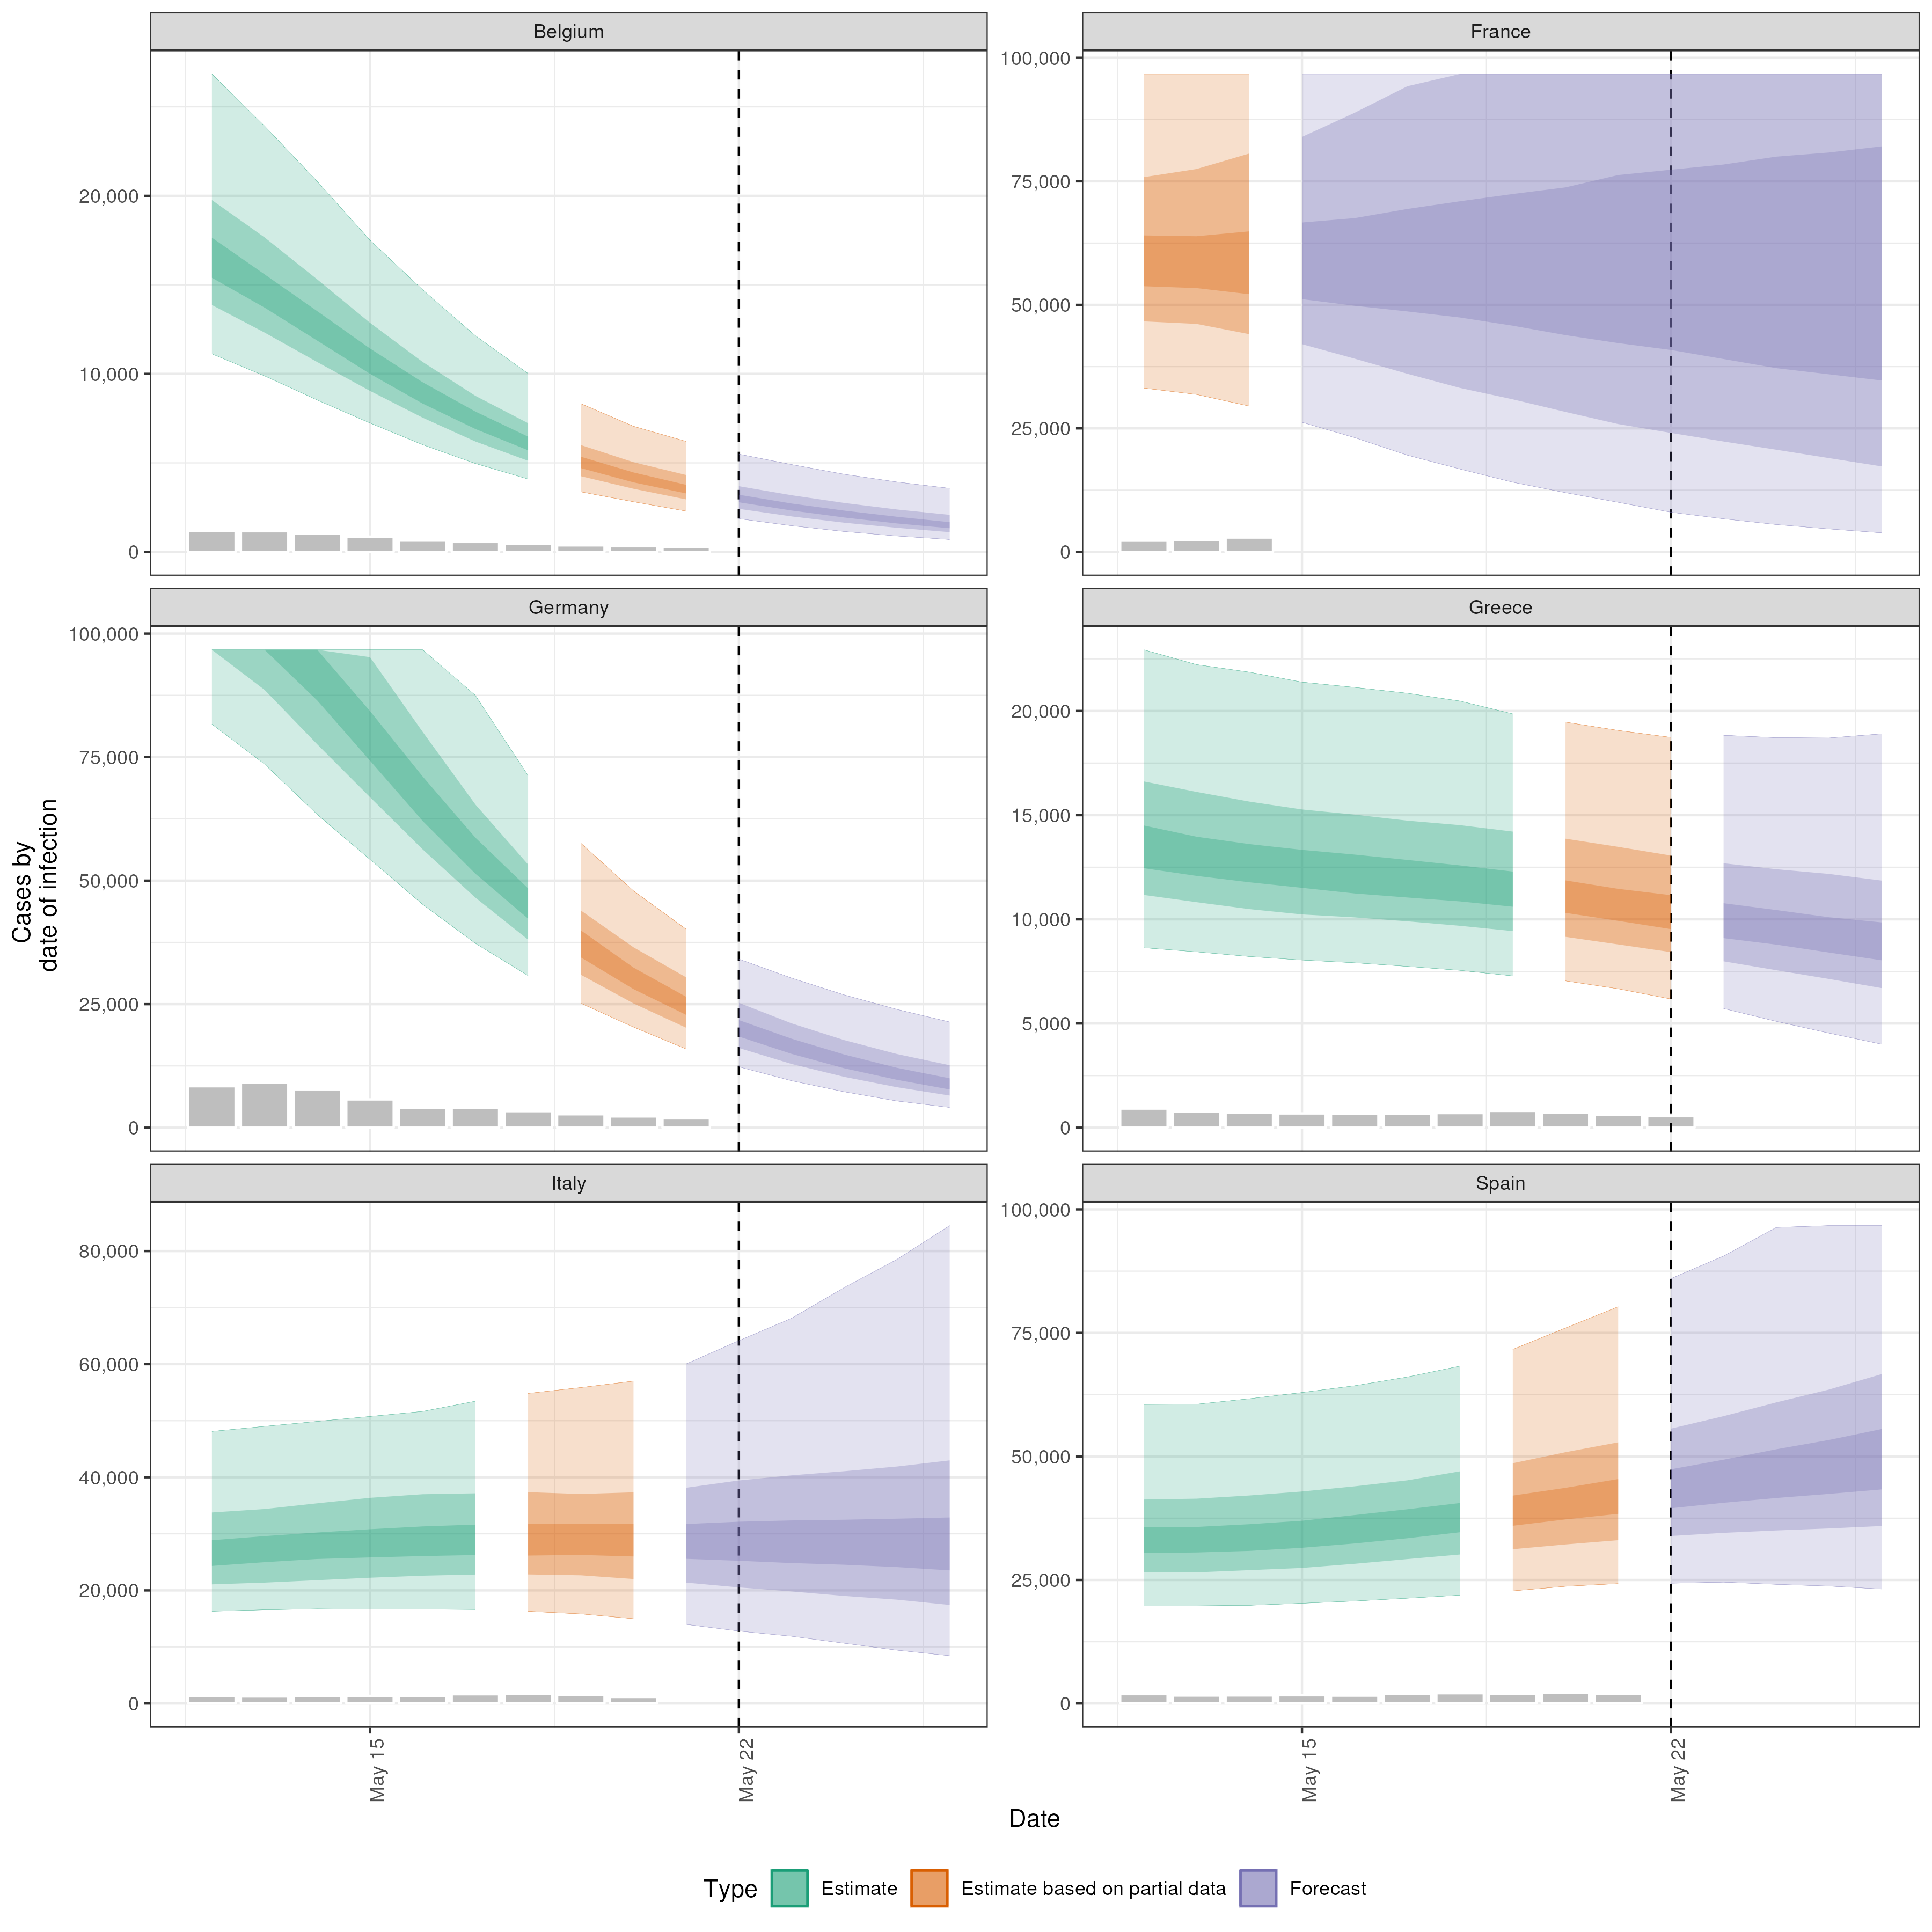 Belgium
France
20,000
10,000
0
100,000
75,000
50,000
25,000
0
Germany
Greece
100,000
75,000
50,000
25,000
0
20,000
15,000
10,000
5,000
0
Italy
Spain
80,000
60,000
40,000
20,000
0
100,000
75,000
50,000
25,000
0
Cases by
date of infection
May 15
May 22
May 15
May 22
Date
Type
Estimate
Estimate based on partial data
Forecast